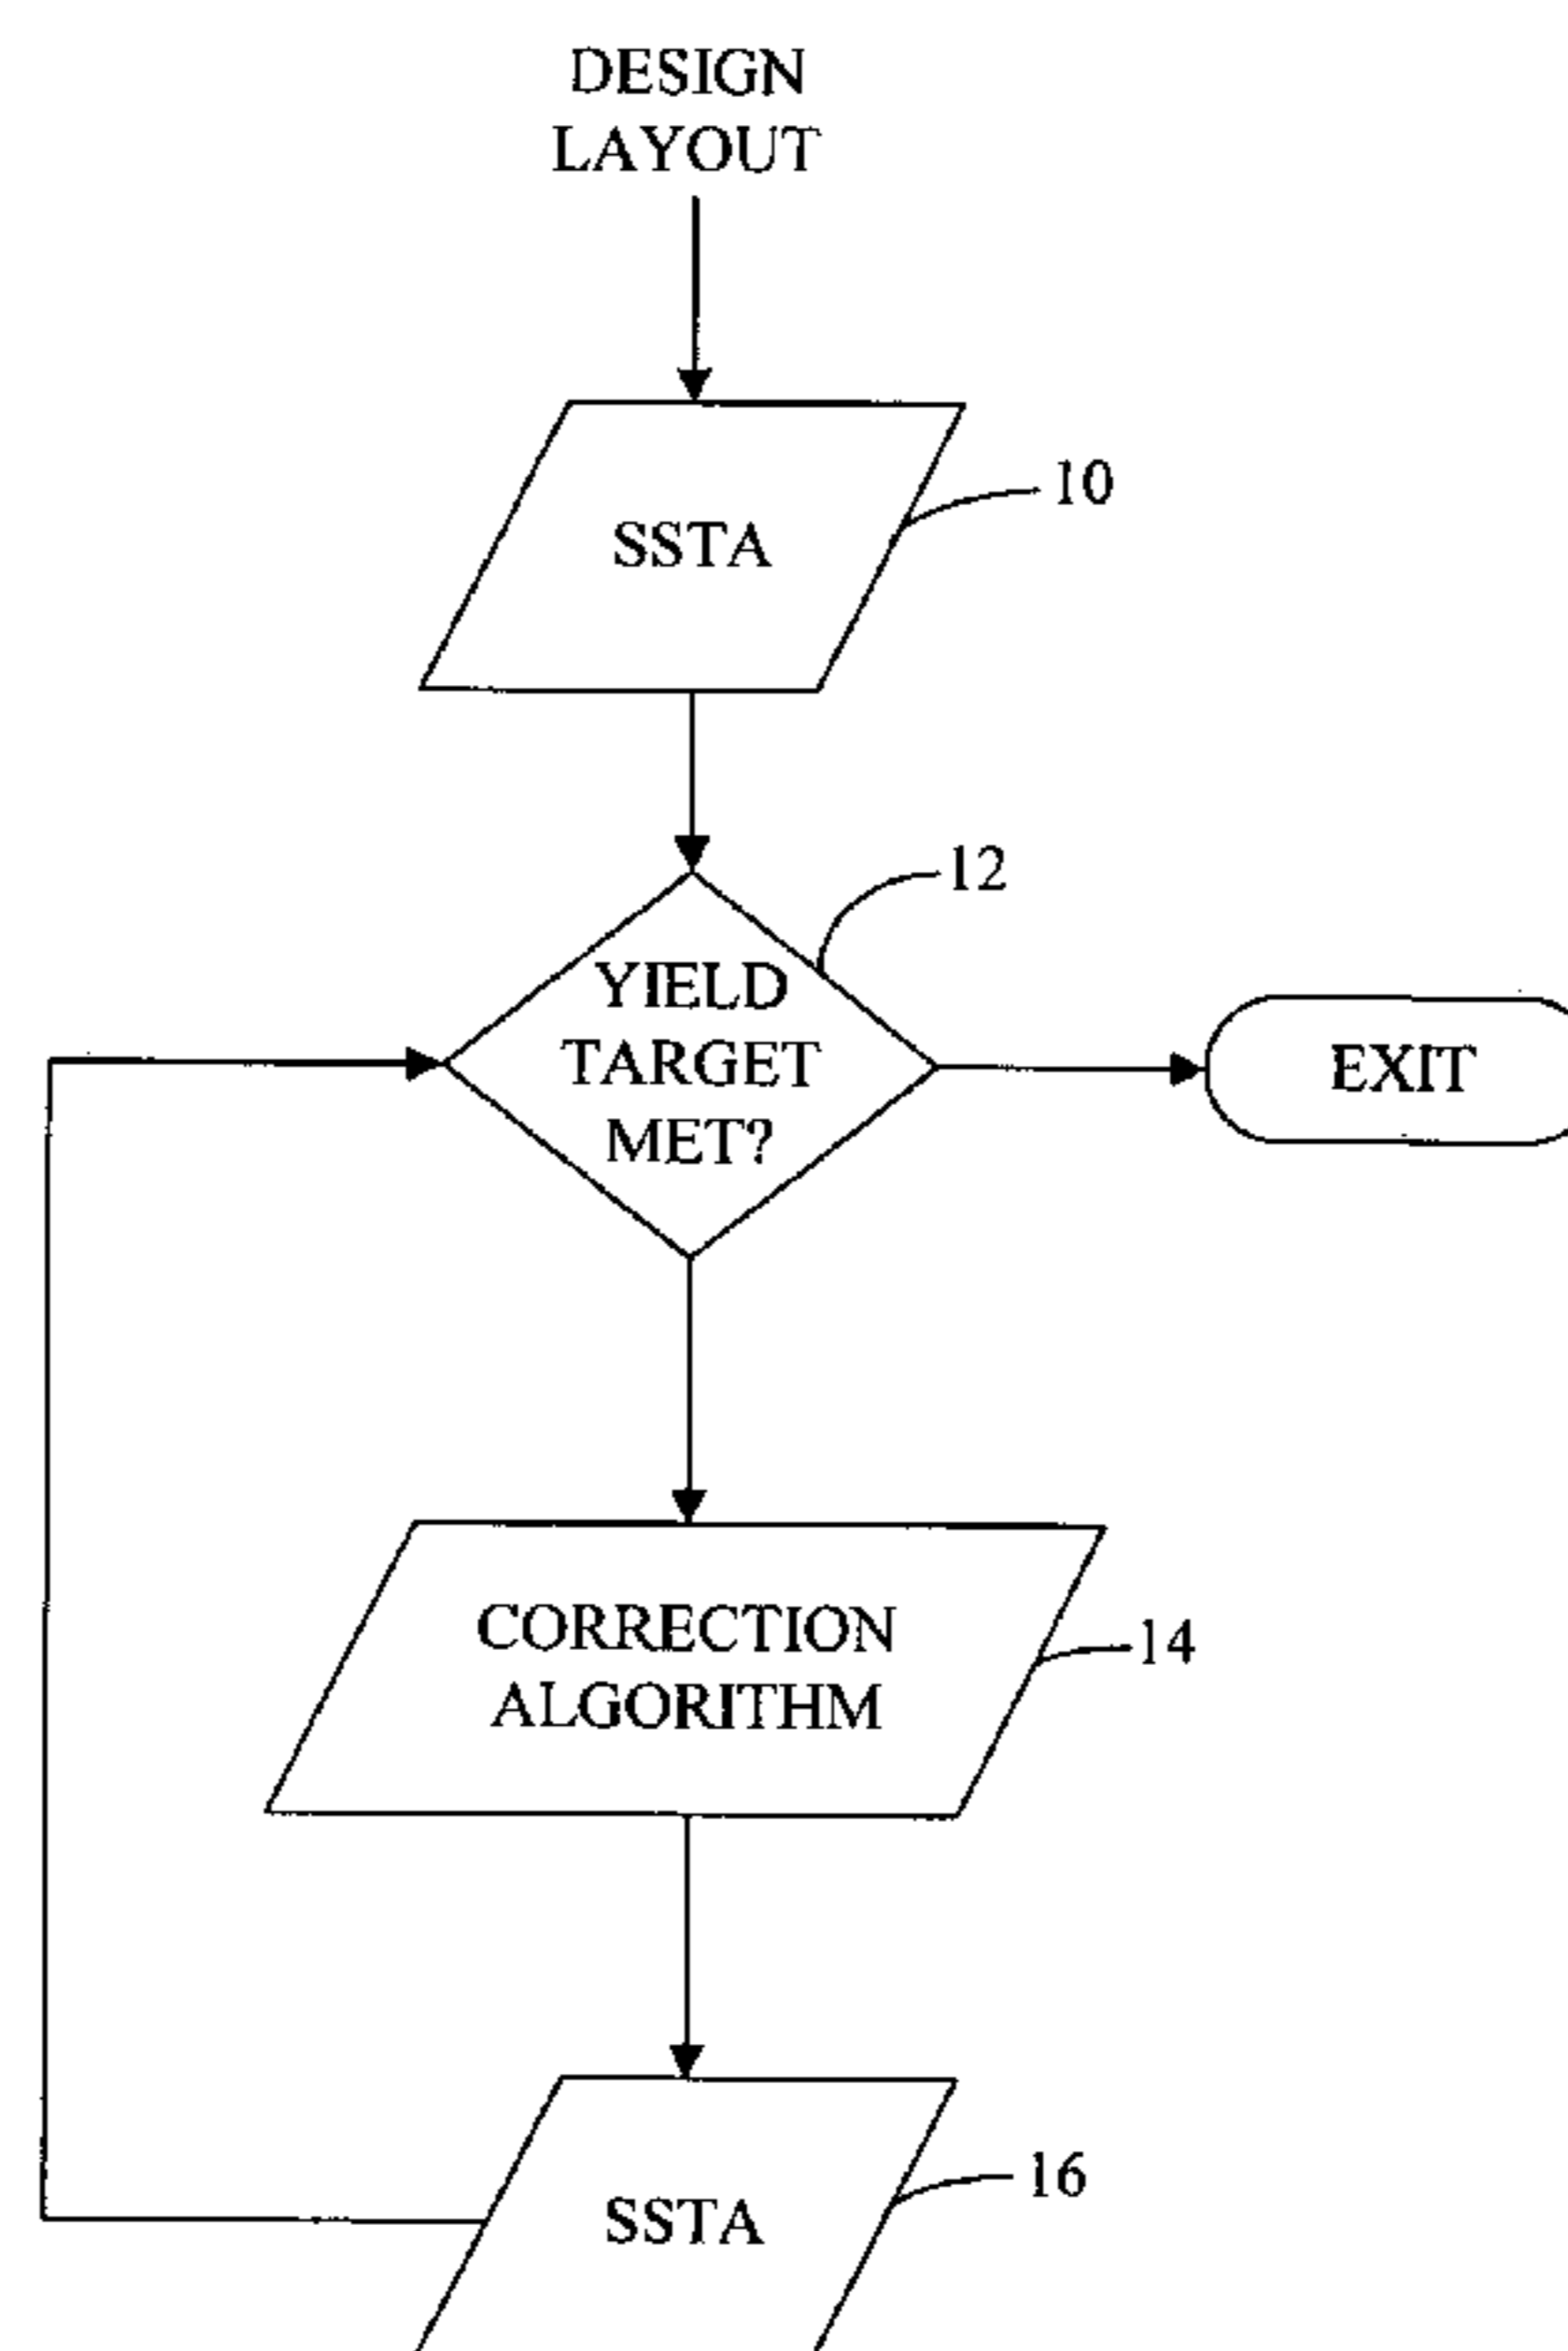 DESIGN
LAYOUT
SSTA
10
12
YIELD
TARGET
MET?
EXIT
CORRECTION
ALGORITHM
14
SSTA
16